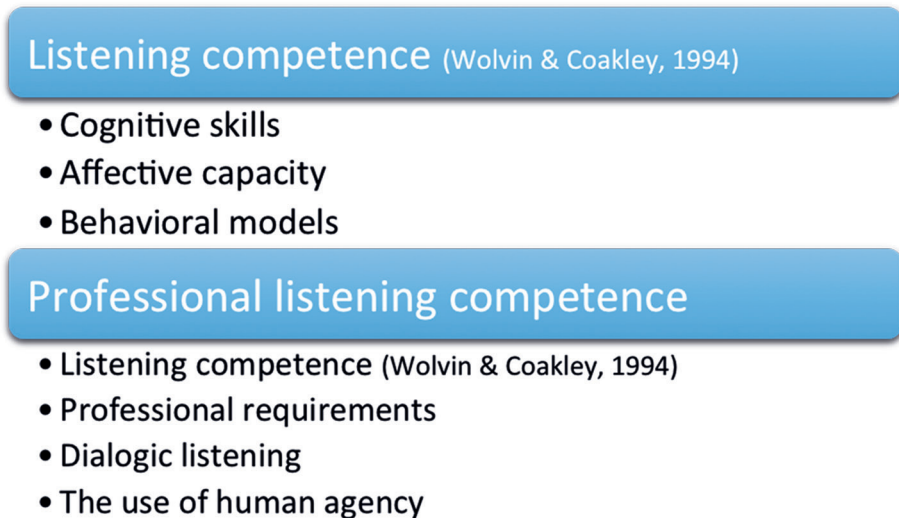 Listening competence (Wolvin & Coakley, 1994)
• Cognitive skills
• Affective capacity
• Behavioral models
Professional listening competence
• Listening competence (Wolvin & Coakley, 1994)
• Professional requirements
• Dialogic listening
• The use of human agency